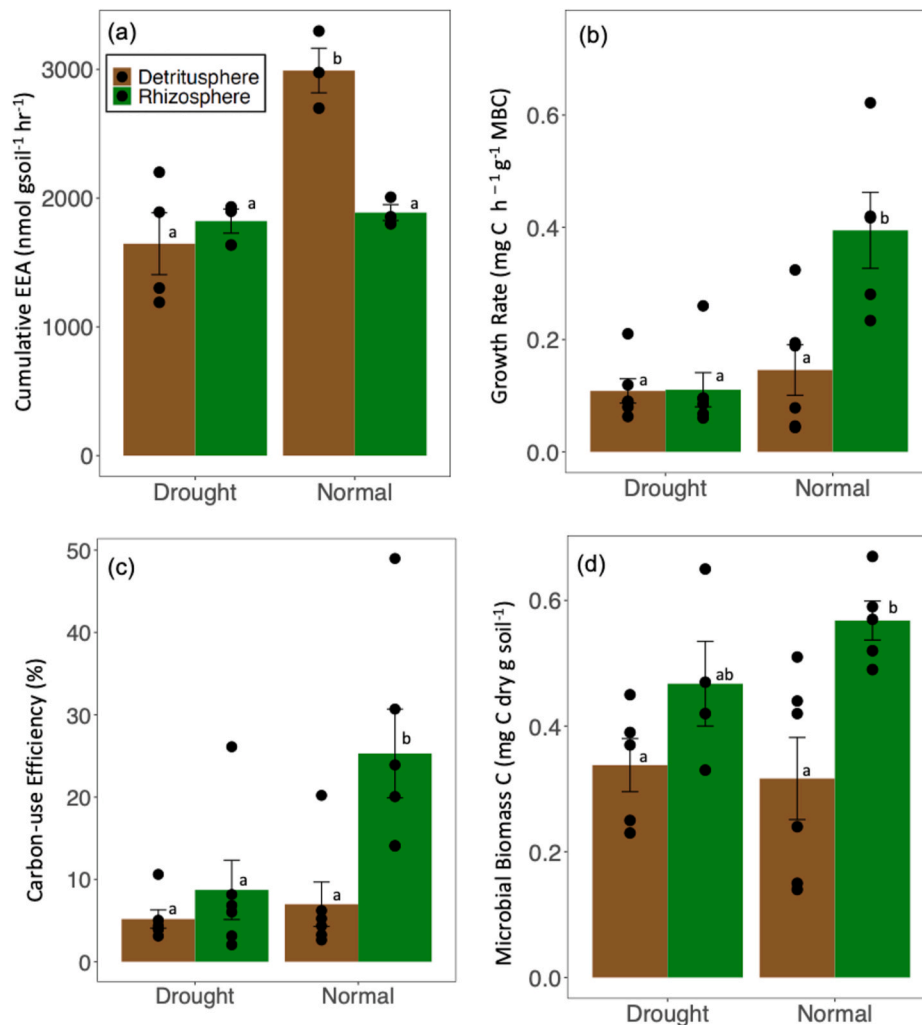 (a)
Detritusphere
Rhizosphere
Cumulative EEA (nmol gsoil⁻¹ hr⁻¹)
3000
2000
1000
0
a
a
b
a
Drought
Normal
(b)
Growth Rate (mg C h⁻¹ g⁻¹ MBC)
0.6
0.4
0.2
0.0
a
a
a
b
Drought
Normal
(c)
Carbon-use Efficiency (%)
50
40
30
20
10
0
a
a
a
b
Drought
Normal
(d)
Microbial Biomass C (mg C dry g soil⁻¹)
0.6
0.4
0.2
0.0
a
ab
a
b
Drought
Normal